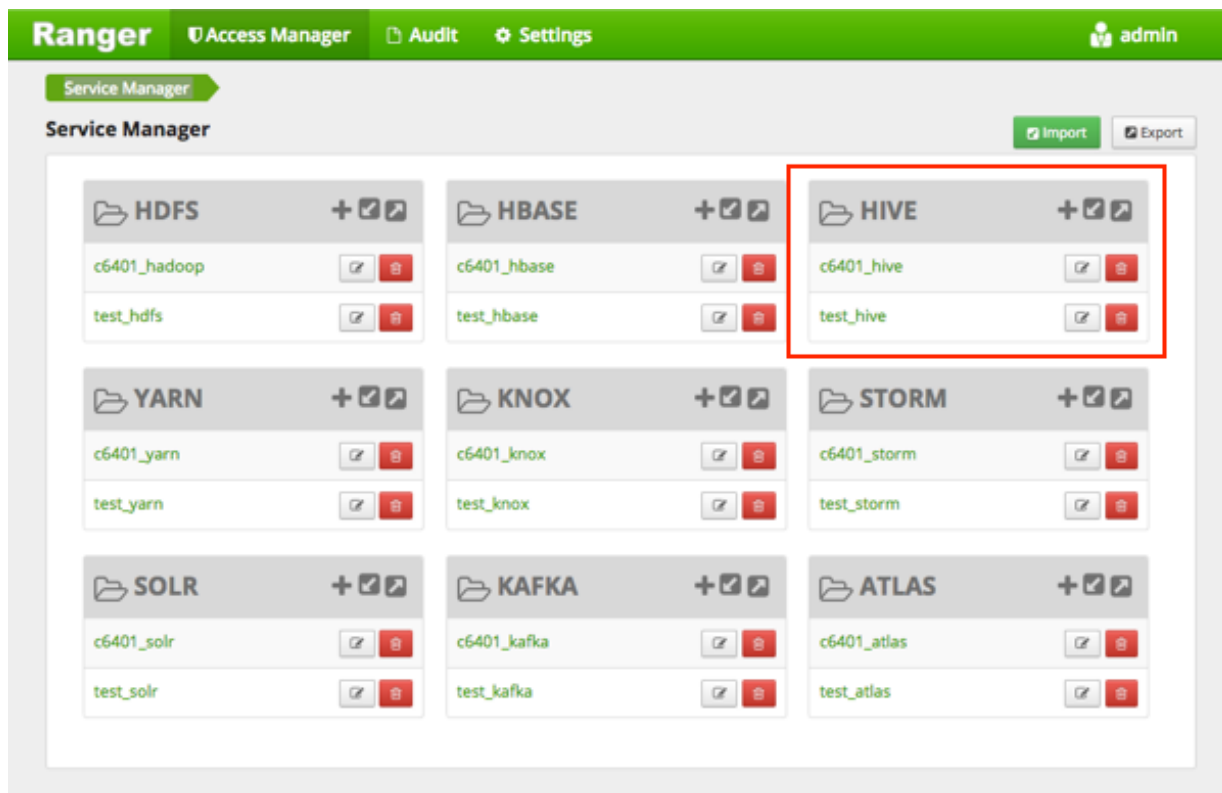 Ranger Access Manager Audit Settings admin
Service Manager
Service Manager Import Export
HDFS HBASE HIVE
c6401_hadoop c6401_hbase c6401_hive
test_hdfs test_hbase test_hive
YARN KNOX STORM
c6401_yarn c6401_knox c6401_storm
test_yarn test_knox test_storm
SOLR KAFKA ATLAS
c6401_solr c6401_kafka c6401_atlas
test_solr test_kafka test_atlas